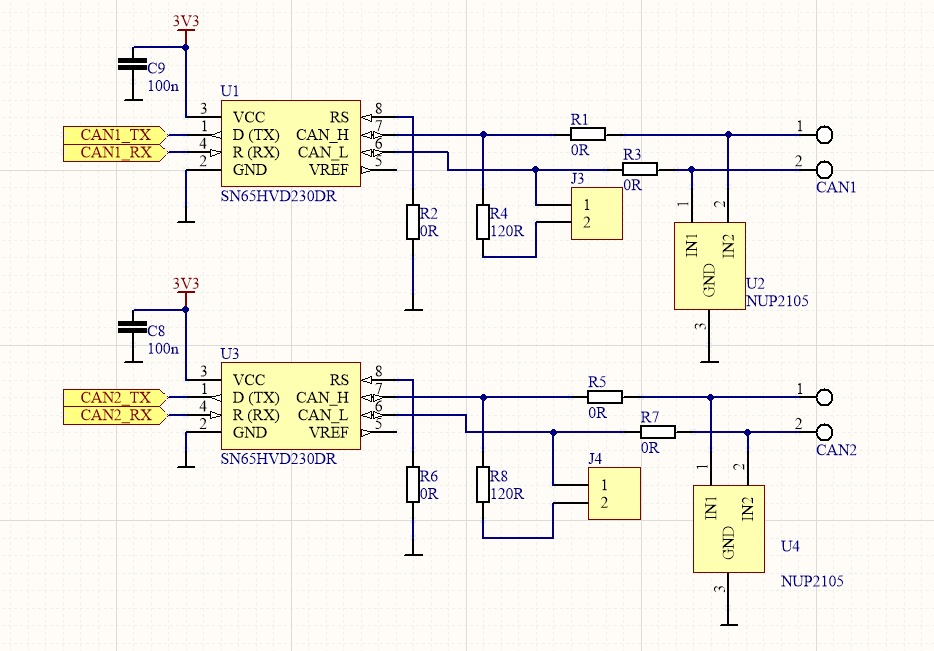 3V3
C9
100n
U1
3 VCC RS 8
CAN1_TX 1 D (TX) CAN_H 7
CAN1_RX 4 R (RX) CAN_L 6
2 GND VREF 5
SN65HVD230DR
R1
0R
R3
0R
1
2
CAN1
J3
1
2
R2
0R
R4
120R
1 2
IN1 IN2
GND
3
U2
NUP2105
3V3
C8
100n
U3
3 VCC RS 8
CAN2_TX 1 D (TX) CAN_H 7
CAN2_RX 4 R (RX) CAN_L 6
2 GND VREF 5
SN65HVD230DR
R5
0R
R7
0R
1
2
CAN2
J4
1
2
R6
0R
R8
120R
1 2
IN1 IN2
GND
3
U4
NUP2105